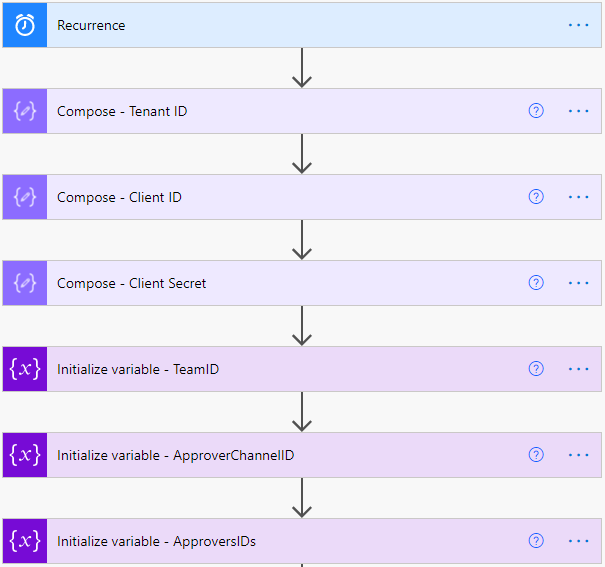 Recurrence
Compose - Tenant ID
Compose - Client ID
Compose - Client Secret
{x} Initialize variable - TeamID
{x} Initialize variable - ApproverChannelID
{x} Initialize variable - ApproversIDs